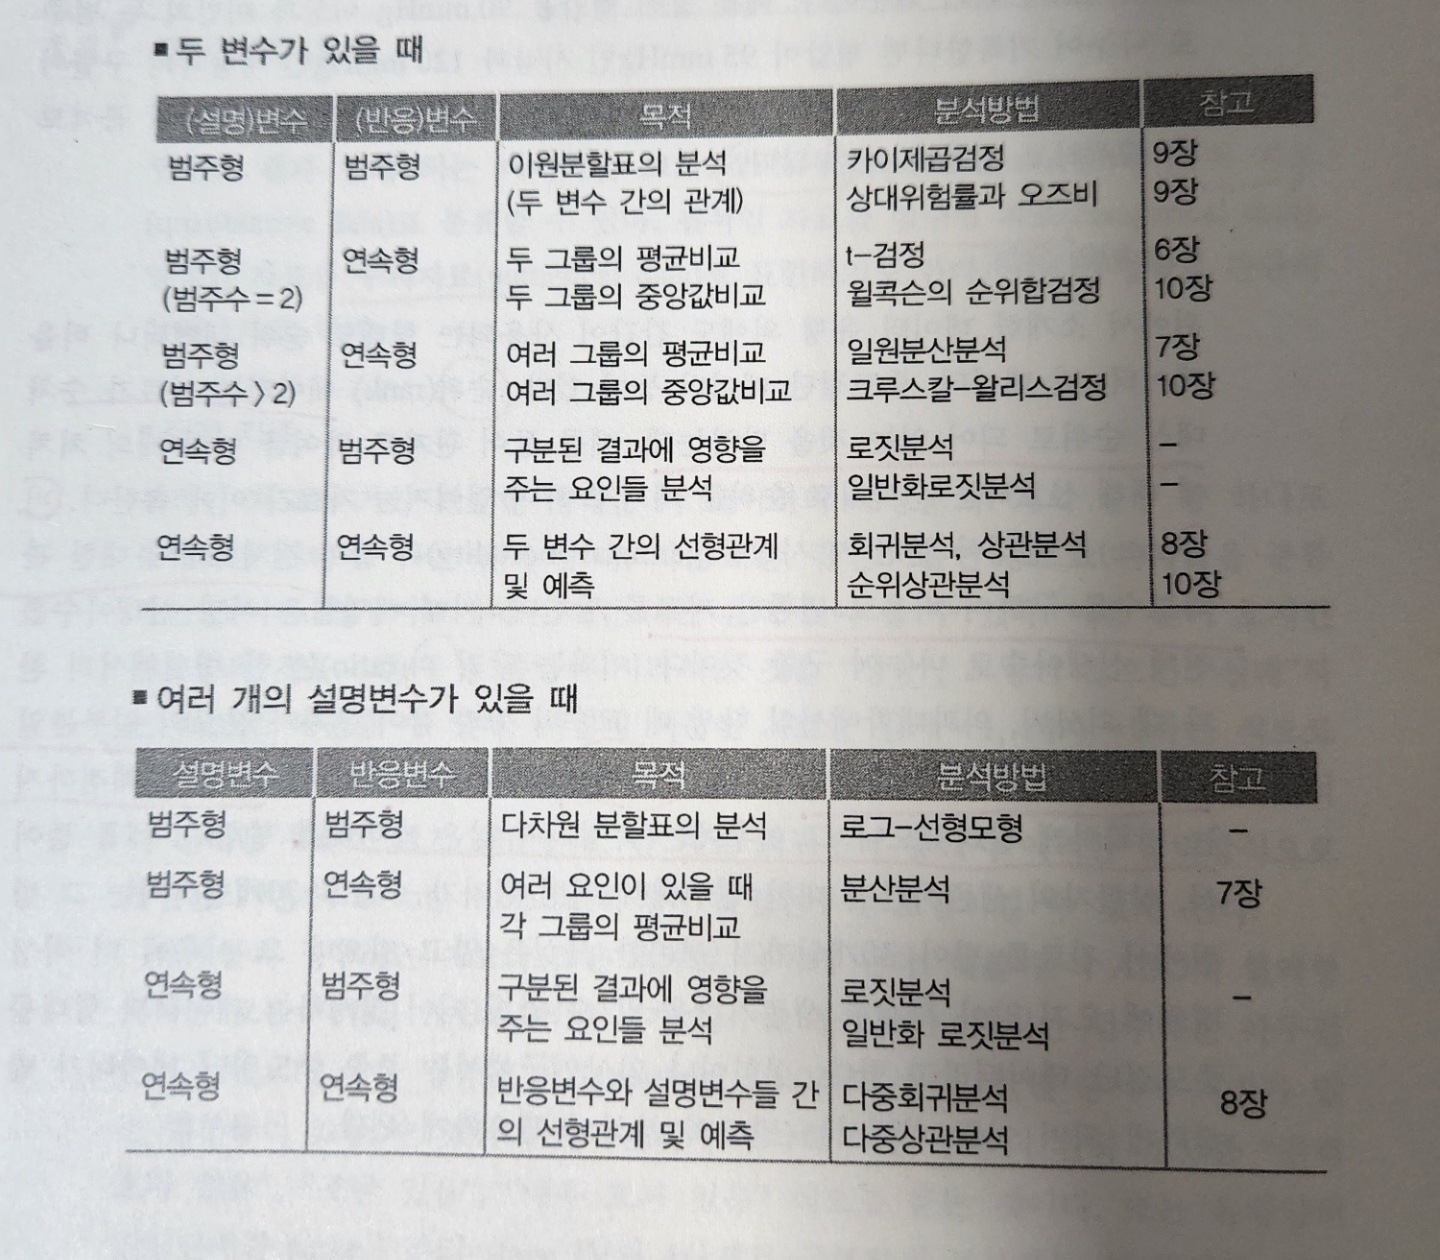 ■ 두 변수가 있을 때
(설명)변수 (반응)변수 목적 분석방법 참고
범주형 범주형 이원분할표의 분석 카이제곱검정 9장
(두 변수 간의 관계) 상대위험률과 오즈비 9장
범주형 연속형 두 그룹의 평균비교 t-검정 6장
(범주수=2) 두 그룹의 중앙값비교 윌콕슨의 순위합검정 10장
범주형 연속형 여러 그룹의 평균비교 일원분산분석 7장
(범주수>2) 여러 그룹의 중앙값비교 크루스칼-왈리스검정 10장
연속형 범주형 구분된 결과에 영향을 로짓분석 -
주는 요인들 분석 일반화로짓분석 -
연속형 연속형 두 변수 간의 선형관계 회귀분석, 상관분석 8장
및 예측 순위상관분석 10장
■ 여러 개의 설명변수가 있을 때
설명변수 반응변수 목적 분석방법 참고
범주형 범주형 다차원 분할표의 분석 로그-선형모형 -
범주형 연속형 여러 요인이 있을 때 분산분석 7장
각 그룹의 평균비교
연속형 범주형 구분된 결과에 영향을 로짓분석 -
주는 요인들 분석 일반화 로짓분석
연속형 연속형 반응변수와 설명변수들 간 다중회귀분석 8장
의 선형관계 및 예측 다중상관분석